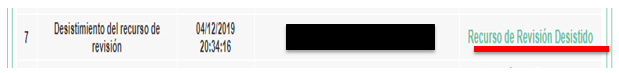 7
Desistimiento del recurso de
revisión
04/12/2019
20:34:16
Recurso de Revisión Desistido